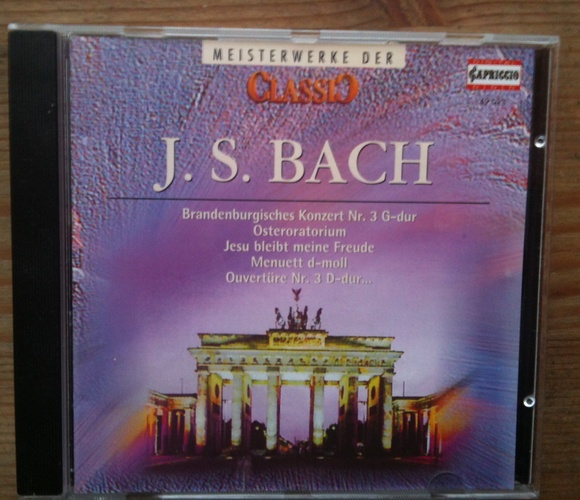 MEISTERWERKE DER
CLASSIC
CAPRICCIO
J. S. BACH
Brandenburgisches Konzert Nr. 3 G-dur
Osteroratorium
Jesu bleibt meine Freude
Menuett d-moll
Ouvertüre Nr. 3 D-dur...